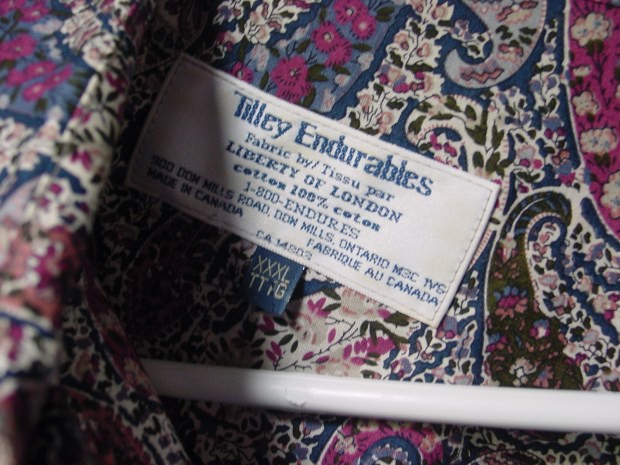 Tilley Endurables
Fabric by/Tissu par
LIBERTY OF LONDON
cotton 100% coton
1-800-ENDURES
900 DON MILLS ROAD, DON MILLS, ONTARIO M3C 1V6
MADE IN CANADA FABRIQUE AU CANADA
CA 14803
XXXL
TTTG